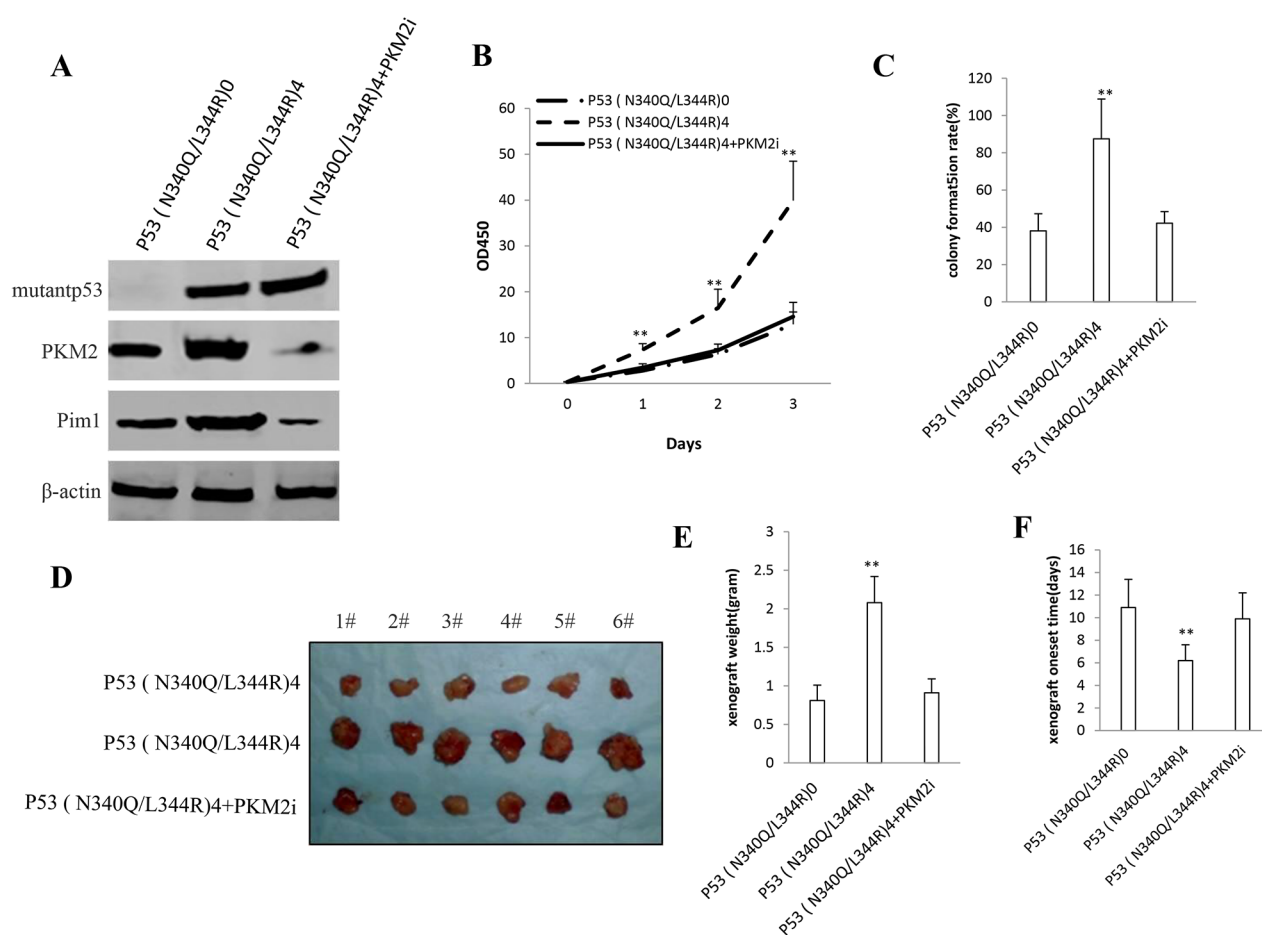 A
P53 ( N340Q/L344R)0
P53 ( N340Q/L344R)4
P53 ( N340Q/L344R)4+PKM2i
mutantp53
PKM2
Pim1
β-actin
B
P53 ( N340Q/L344R)0
P53 ( N340Q/L344R)4
P53 ( N340Q/L344R)4+PKM2i
60
50
40
30
20
10
0
OD450
**
**
**
0 1 2 3
Days
C
120
100
80
60
40
20
0
colony format5ion rate(%)
**
P53 ( N340Q/L344R)0
P53 ( N340Q/L344R)4
P53 ( N340Q/L344R)4+PKM2i
D
1# 2# 3# 4# 5# 6#
P53 ( N340Q/L344R)4
P53 ( N340Q/L344R)4
P53 ( N340Q/L344R)4+PKM2i
E
3
2.5
2
1.5
1
0.5
0
xenograft weight(gram)
**
P53 ( N340Q/L344R)0
P53 ( N340Q/L344R)4
P53 ( N340Q/L344R)4+PKM2i
F
16
14
12
10
8
6
4
2
0
xenograft oneset time(days)
**
P53 ( N340Q/L344R)0
P53 ( N340Q/L344R)4
P53 ( N340Q/L344R)4+PKM2i